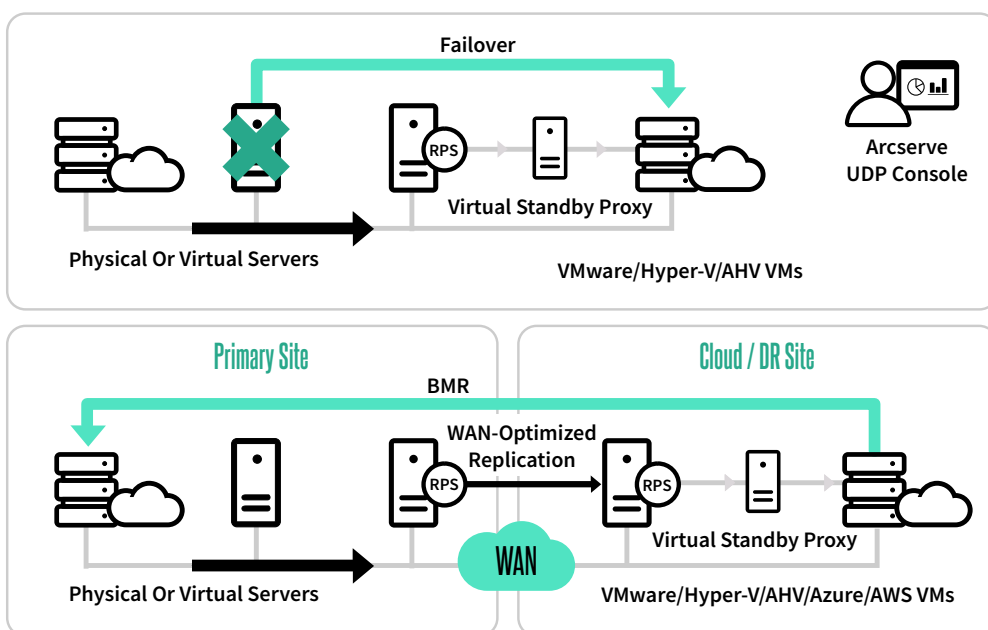 Failover
RPS
Arcserve
UDP Console
Virtual Standby Proxy
Physical Or Virtual Servers
VMware/Hyper-V/AHV VMs
Primary Site
Cloud / DR Site
BMR
WAN-Optimized
Replication
RPS
RPS
Virtual Standby Proxy
WAN
Physical Or Virtual Servers
VMware/Hyper-V/AHV/Azure/AWS VMs